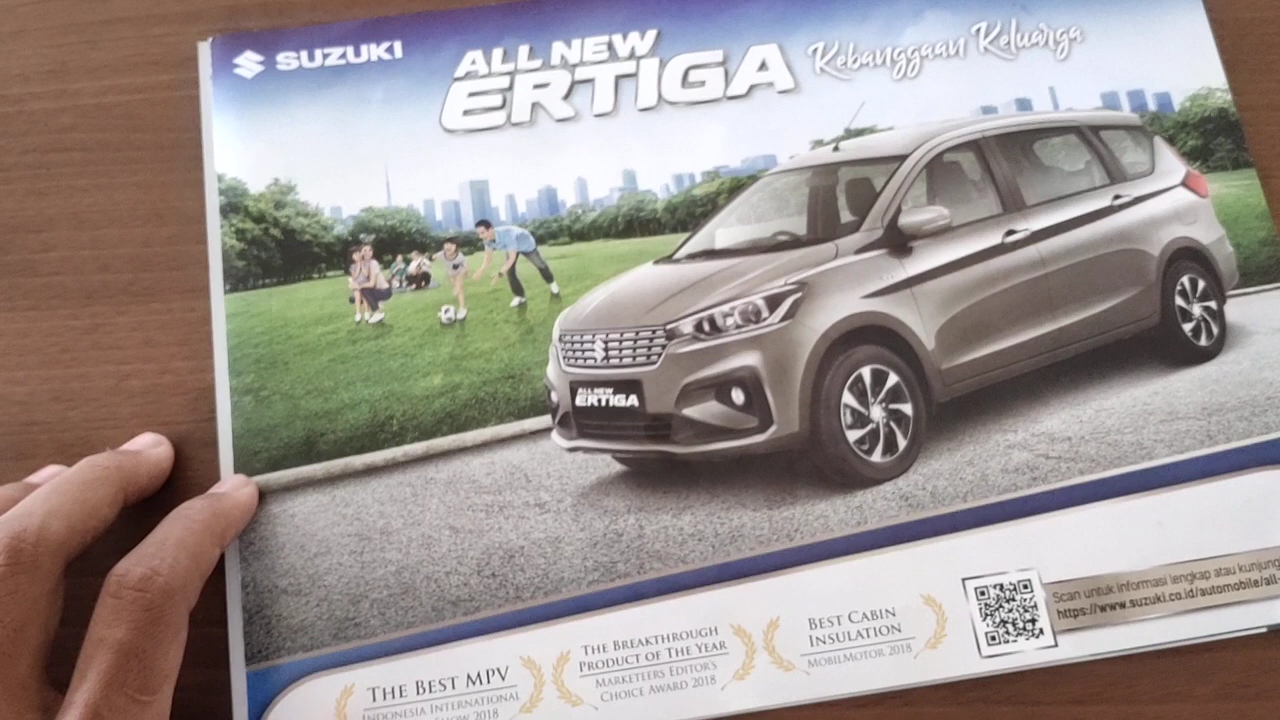 SUZUKI
ALL NEW
ERTIGA
Kebanggaan Keluarga
ALL NEW
ERTIGA
THE BEST MPV
INDONESIA INTERNATIONAL
SHOW 2018
THE BREAKTHROUGH
PRODUCT OF THE YEAR
MARKETEERS EDITOR'S
CHOICE AWARD 2018
BEST CABIN
INSULATION
MOBILMOTOR 2018
Scan untuk informasi lengkap atau kunjung
https://www.suzuki.co.id/automobile/all-